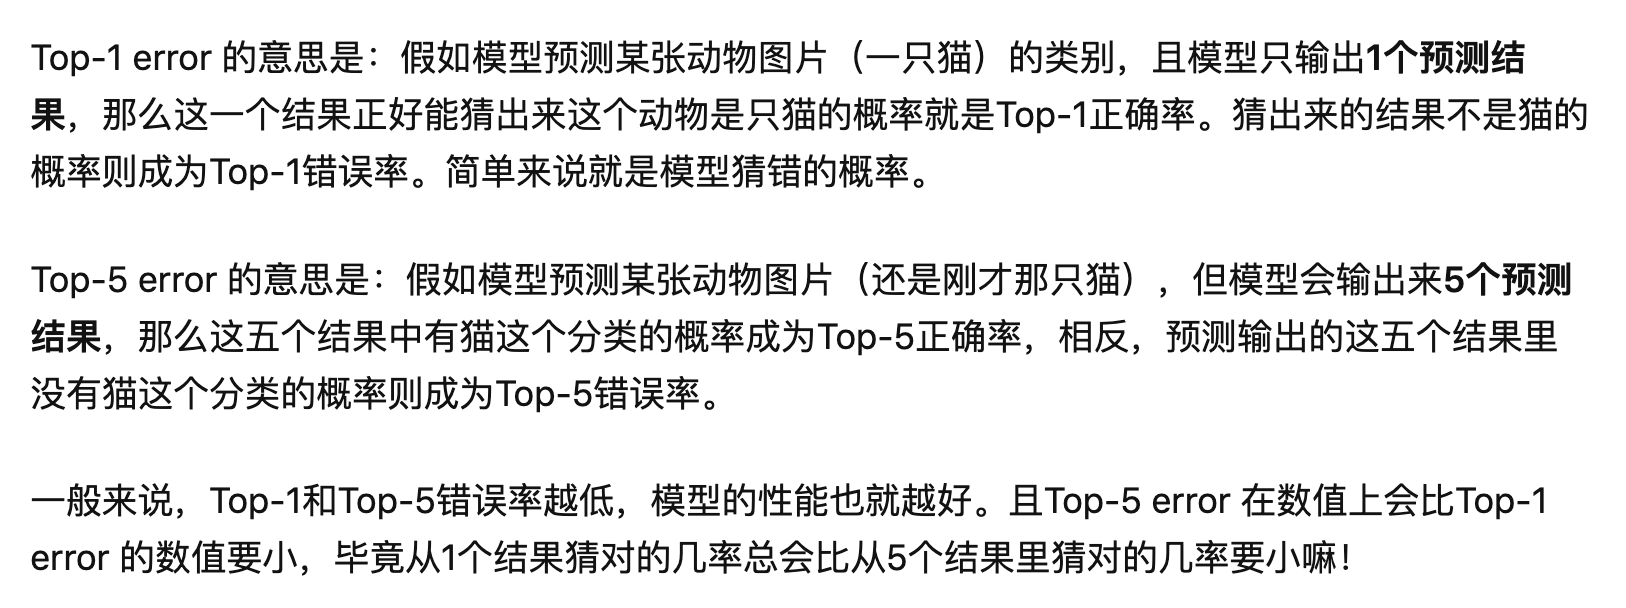 Top-1 error 的意思是：假如模型预测某张动物图片（一只猫）的类别，且模型只输出1个预测结
果，那么这一个结果正好能猜出来这个动物是只猫的概率就是Top-1正确率。猜出来的结果不是猫的
概率则成为Top-1错误率。简单来说就是模型猜错的概率。
Top-5 error 的意思是：假如模型预测某张动物图片（还是刚才那只猫），但模型会输出来5个预测
结果，那么这五个结果中有猫这个分类的概率成为Top-5正确率，相反，预测输出的这五个结果里
没有猫这个分类的概率则成为Top-5错误率。
一般来说，Top-1和Top-5错误率越低，模型的性能也就越好。且Top-5 error 在数值上会比Top-1
error 的数值要小，毕竟从1个结果猜对的几率总会比从5个结果里猜对的几率要小嘛！